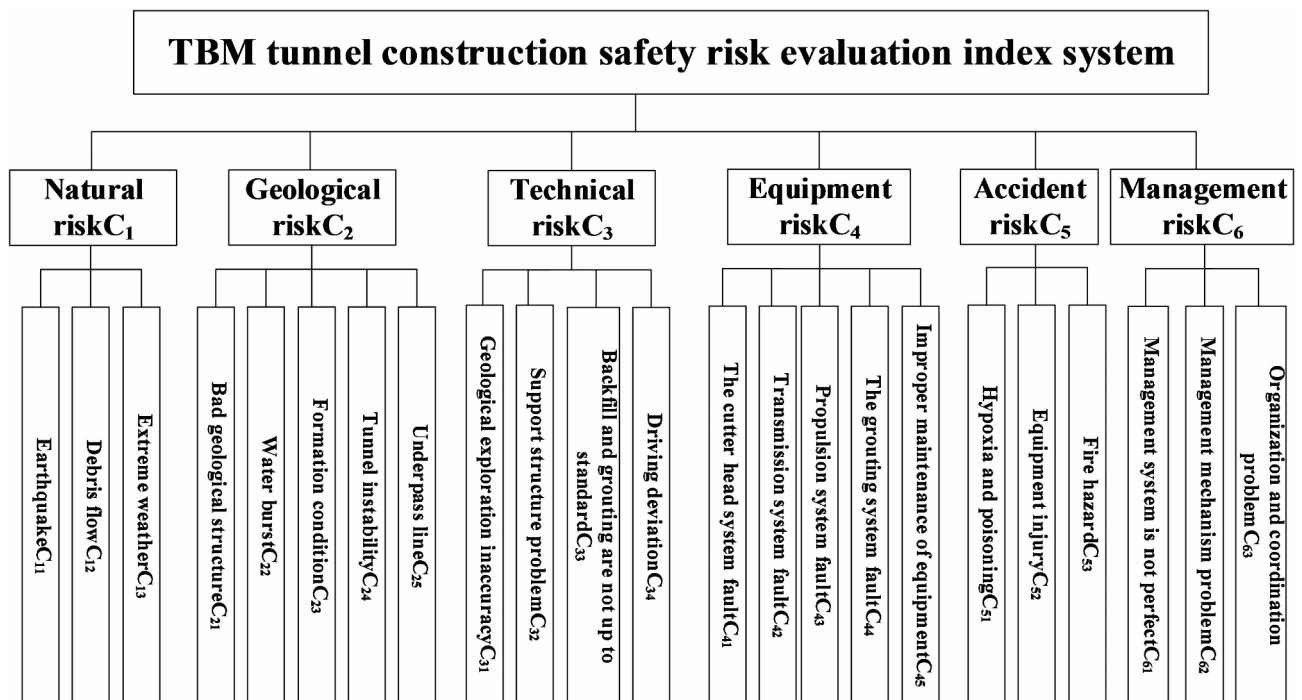 TBM tunnel construction safety risk evaluation index system
Natural
riskC₁
Geological
riskC₂
Technical
riskC₃
Equipment
riskC₄
Accident
riskC₅
Management
riskC₆
EarthquakeC₁₁
Debris flowC₁₂
Extreme weatherC₁₃
Bad geological structureC₂₁
Water burstC₂₂
Formation conditionC₂₃
Tunnel instabilityC₂₄
Underpass lineC₂₅
Geological exploration inaccuracyC₃₁
Support structure problemC₃₂
Backfill and grouting are not up to
standardC₃₃
Driving deviationC₃₄
The cutter head system faultC₄₁
Transmission system faultC₄₂
Propulsion system faultC₄₃
The grouting system faultC₄₄
Improper maintenance of equipmentC₄₅
Hypoxia and poisoningC₅₁
Equipment injuryC₅₂
Fire hazardC₅₃
Management system is not perfectC₆₁
Management mechanism problemC₆₂
Organization and coordination
problemC₆₃